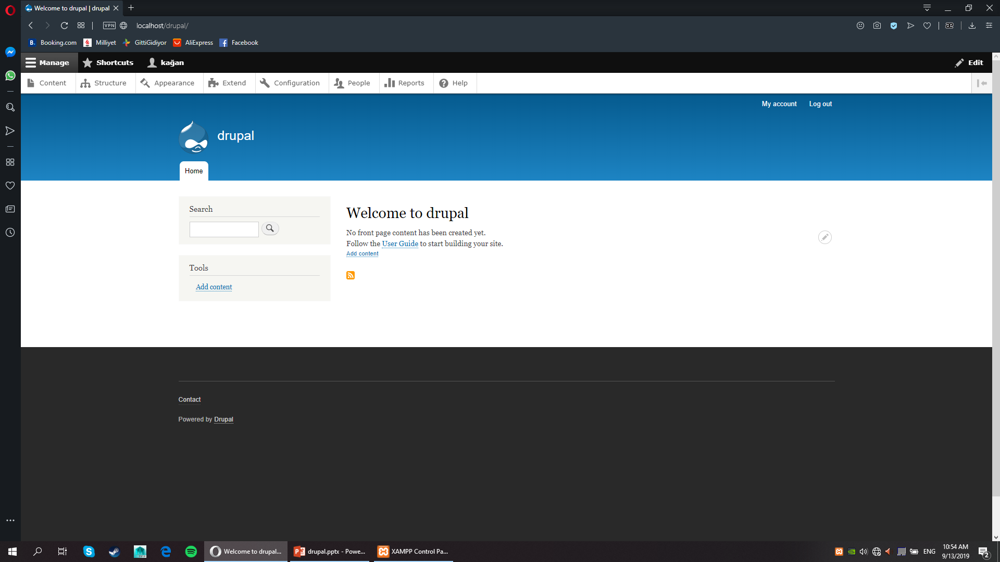 Welcome to drupal | drupal
VPN localhost/drupal/
Booking.com Milliyet GittiGidiyor AliExpress Facebook
Manage Shortcuts kağan Edit
Content Structure Appearance Extend Configuration People Reports Help
My account Log out
drupal
Home
Search
Welcome to drupal
No front page content has been created yet.
Follow the User Guide to start building your site.
Add content
Tools
Add content
Contact
Powered by Drupal
Welcome to drupal... drupal.pptx - Powe... XAMPP Control Pa... ENG 10:54 AM
9/13/2019 2